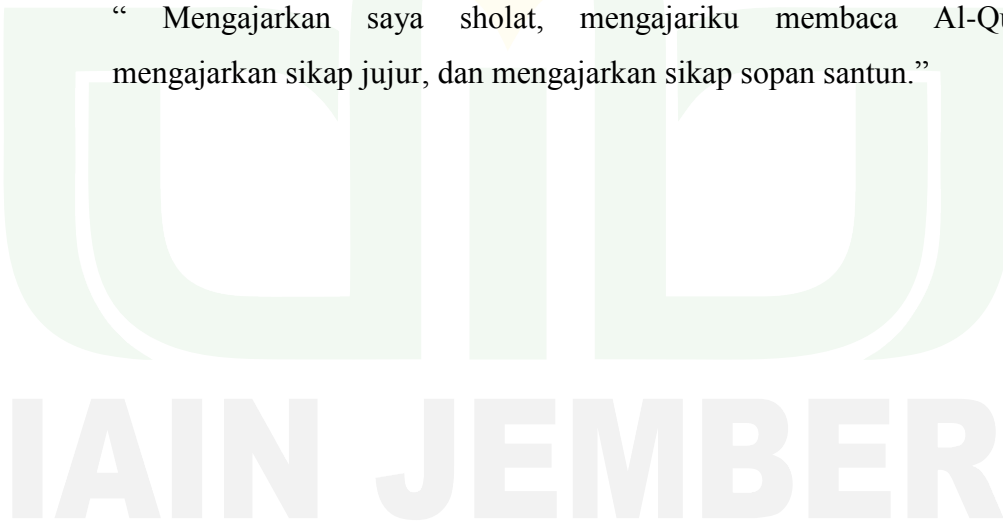 “ Mengajarkan saya sholat, mengajariku membaca
mengajarkan sikap jujur, dan mengajarkan sikap sopan santun.”
IAIN JEMBER